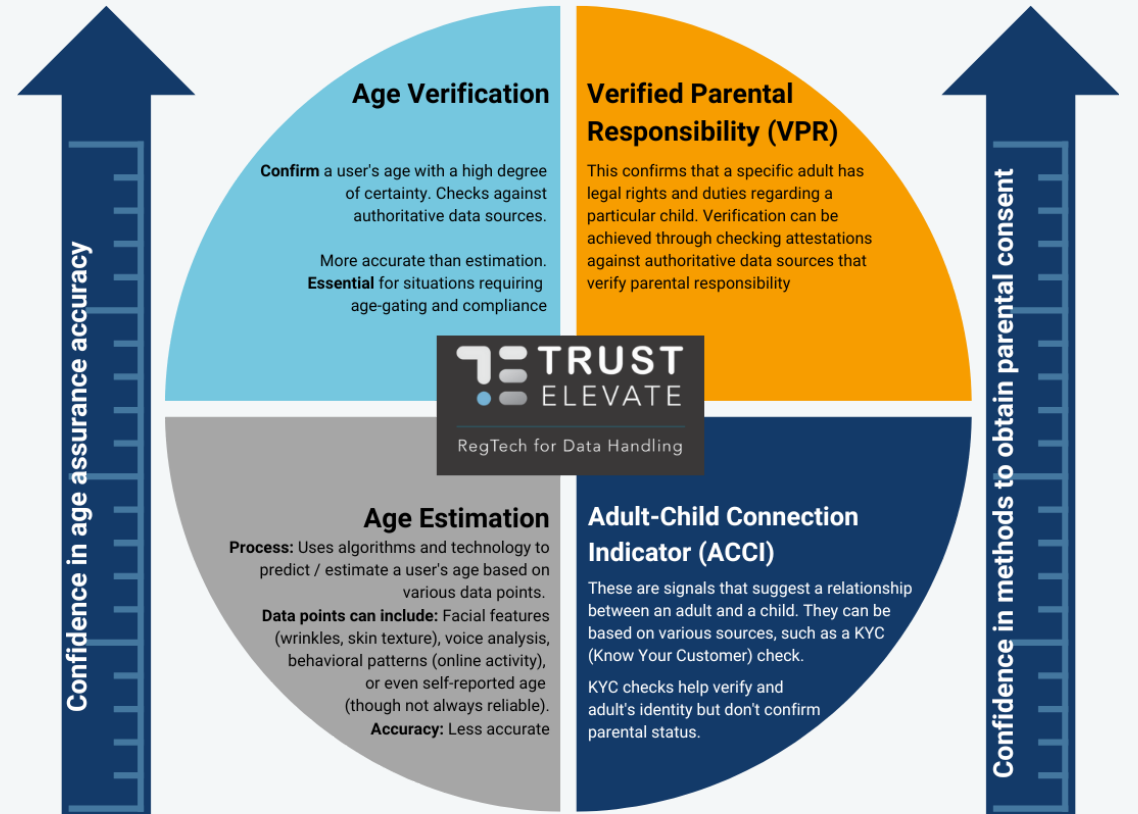 Confidence in age assurance accuracy
Age Verification
Confirm a user's age with a high degree
of certainty. Checks against
authoritative data sources.
More accurate than estimation.
Essential for situations requiring
age-gating and compliance
Verified Parental
Responsibility (VPR)
This confirms that a specific adult has
legal rights and duties regarding a
particular child. Verification can be
achieved through checking attestations
against authoritative data sources that
verify parental responsibility
TRUST
ELEVATE
RegTech for Data Handling
Age Estimation
Process: Uses algorithms and technology to
predict / estimate a user's age based on
various data points.
Data points can include: Facial features
(wrinkles, skin texture), voice analysis,
behavioral patterns (online activity),
or even self-reported age
(though not always reliable).
Accuracy: Less accurate
Adult-Child Connection
Indicator (ACCI)
These are signals that suggest a relationship
between an adult and a child. They can be
based on various sources, such as a KYC
(Know Your Customer) check.
KYC checks help verify and
adult's identity but don't confirm
parental status.
Confidence in methods to obtain parental consent